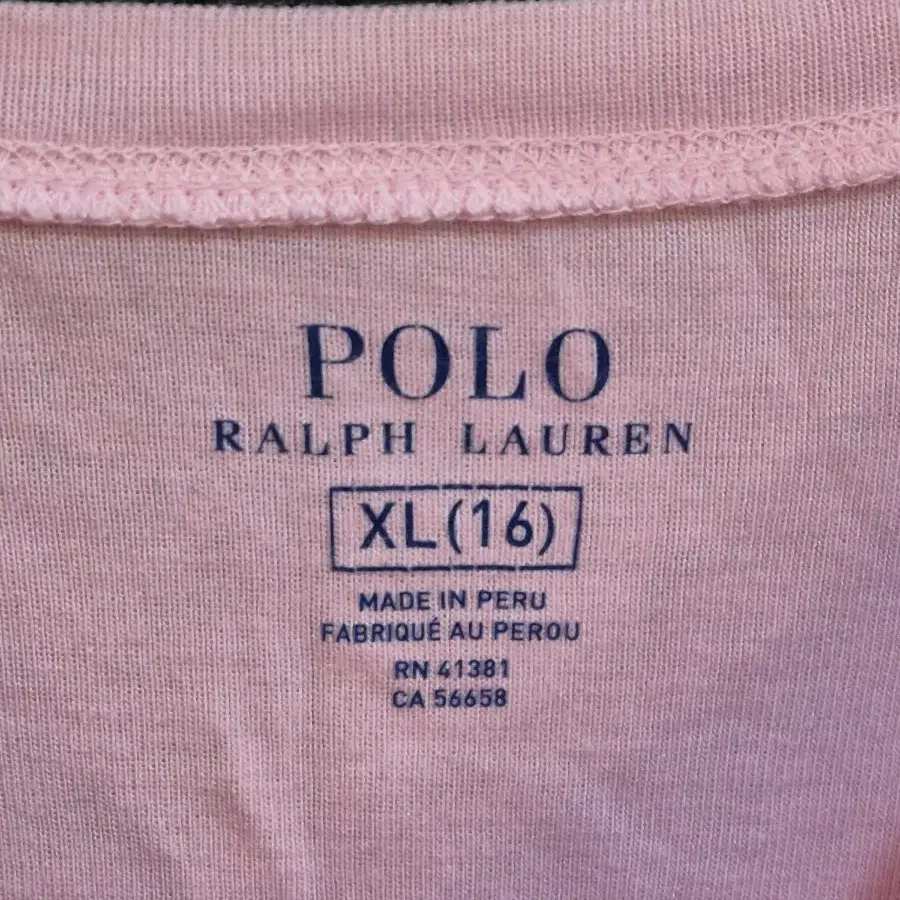 POLO
RALPH LAUREN
XL(16)
MADE IN PERU
FABRIQUÉ AU PEROU
RN 41381
CA 56658